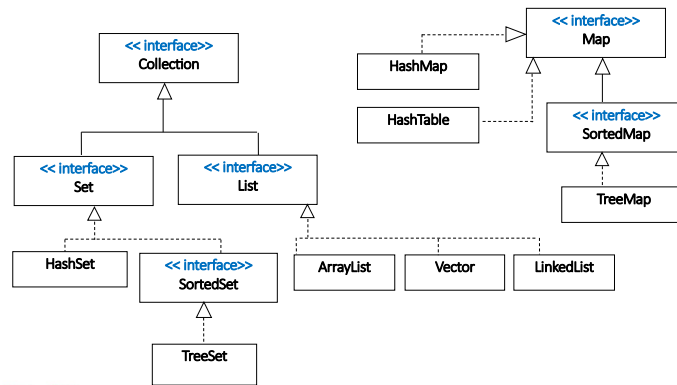 << interface>>
Collection
<< interface>>
Set
<< interface>>
List
HashSet
<< interface>>
SortedSet
TreeSet
ArrayList
Vector
LinkedList
<< interface>>
Map
HashMap
HashTable
<< interface>>
SortedMap
TreeMap